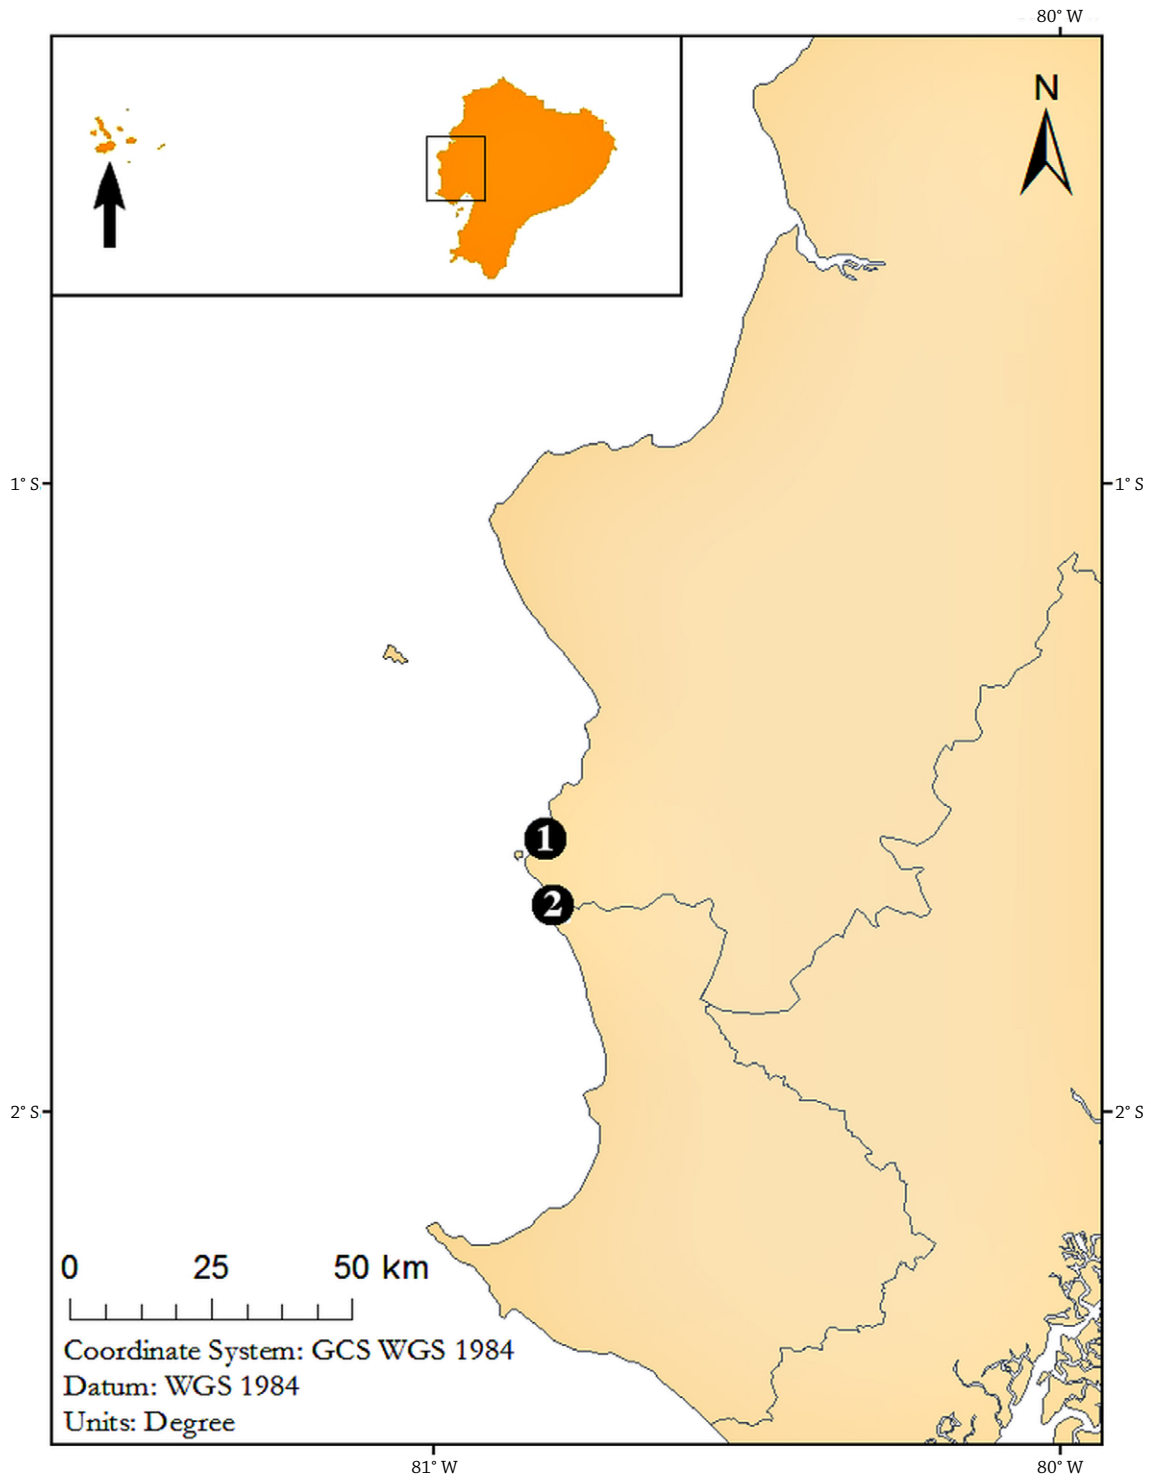 80° W
N
1° S
1° S
1
2
2° S
2° S
0 25 50 km
Coordinate System: GCS WGS 1984
Datum: WGS 1984
Units: Degree
81° W
80° W